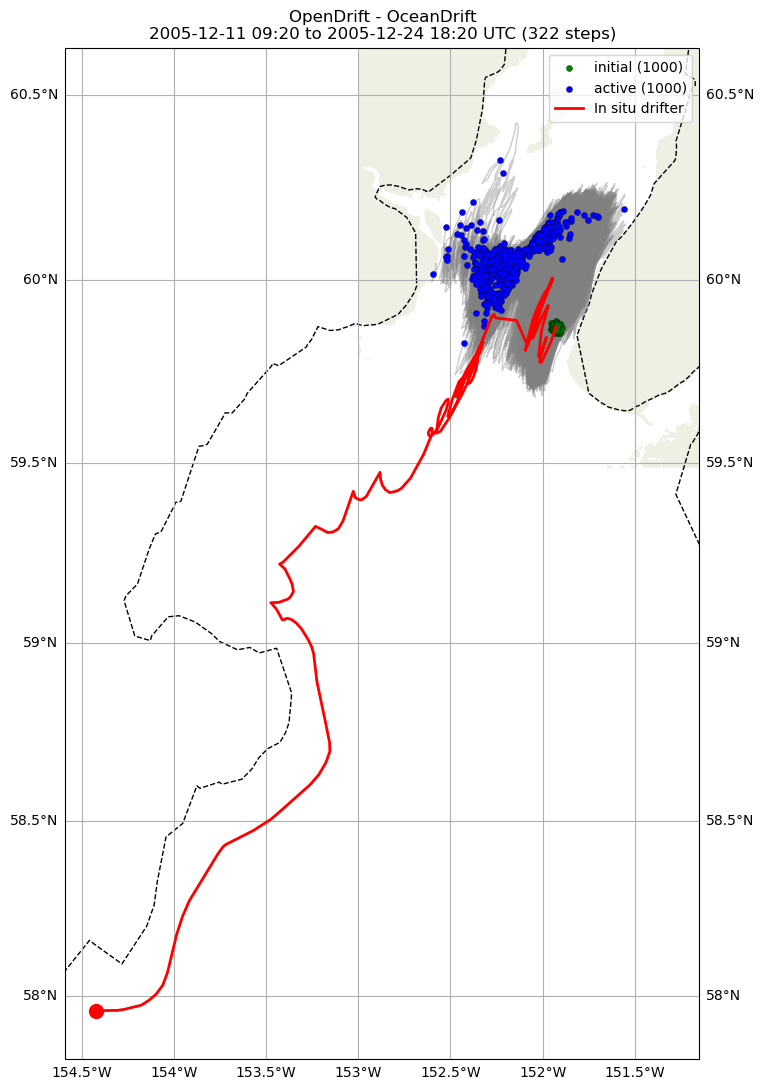 OpenDrift - OceanDrift
2005-12-11 09:20 to 2005-12-24 18:20 UTC (322 steps)
initial (1000)
active (1000)
In situ drifter
60.5°N
60.5°N
60°N
60°N
59.5°N
59.5°N
59°N
59°N
58.5°N
58.5°N
58°N
58°N
154.5°W
154°W
153.5°W
153°W
152.5°W
152°W
151.5°W